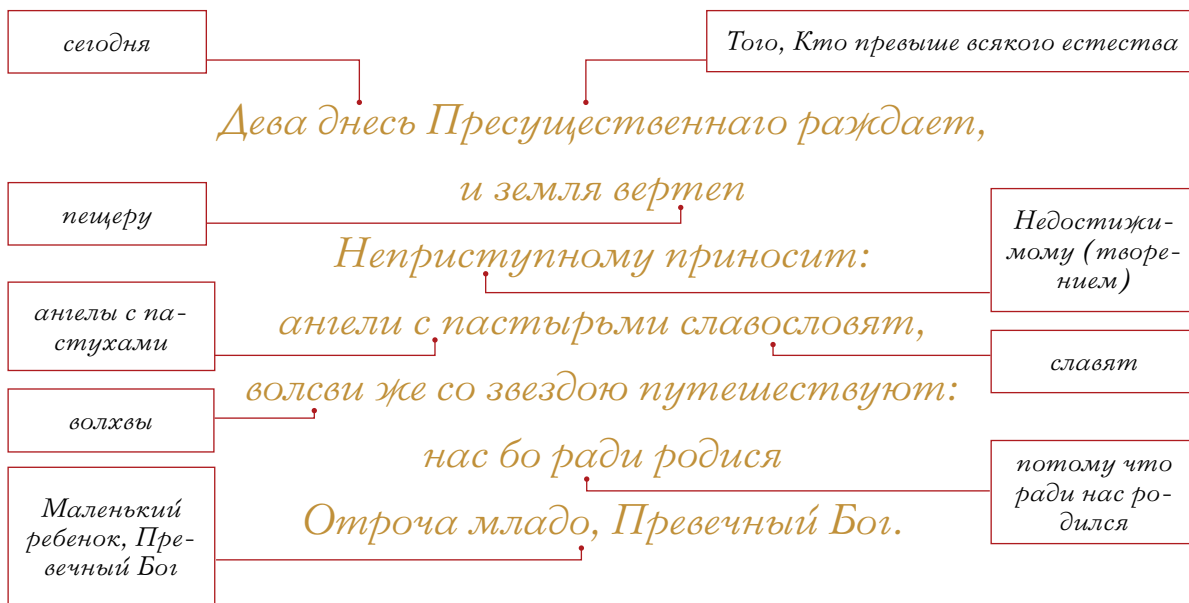 сегодня
Того, Кто превыше всякого естества
Дева днесь Пресущественнаго раждает,
и земля вертеп
пещеру
Недостижи-
мому (творе-
нием)
Неприступному приносит:
ангелы с па-
стухами
ангели с пастырьми славословят,
славят
волсви же со звездою путешествуют:
волхвы
нас бо ради родися
потому что
ради нас ро-
дился
Маленький
ребенок, Пре-
вечный Бог
Отроча младо, Превечный Бог.